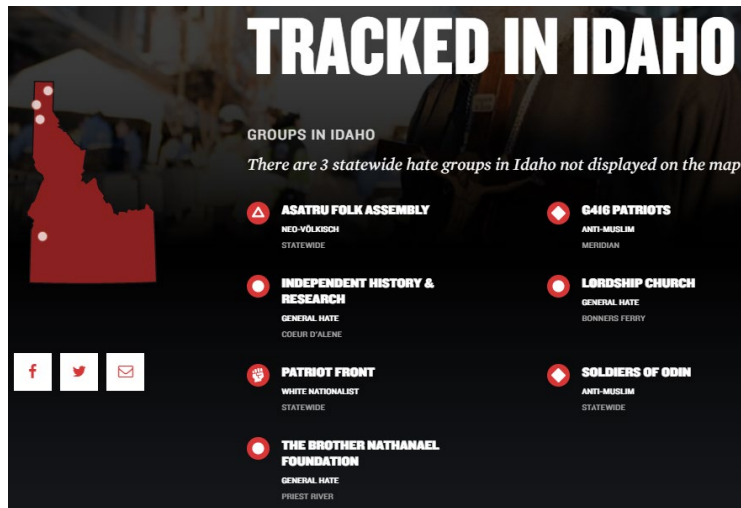 TRACKED IN IDAHO
GROUPS IN IDAHO
There are 3 statewide hate groups in Idaho not displayed on the map
ASATRU FOLK ASSEMBLY
NEO-VÖLKISCH
STATEWIDE
G416 PATRIOTS
ANTI-MUSLIM
MERIDIAN
INDEPENDENT HISTORY &
RESEARCH
GENERAL HATE
COEUR D'ALENE
LORDSHIP CHURCH
GENERAL HATE
BONNERS FERRY
PATRIOT FRONT
WHITE NATIONALIST
STATEWIDE
SOLDIERS OF ODIN
ANTI-MUSLIM
STATEWIDE
THE BROTHER NATHANAEL
FOUNDATION
GENERAL HATE
PRIEST RIVER